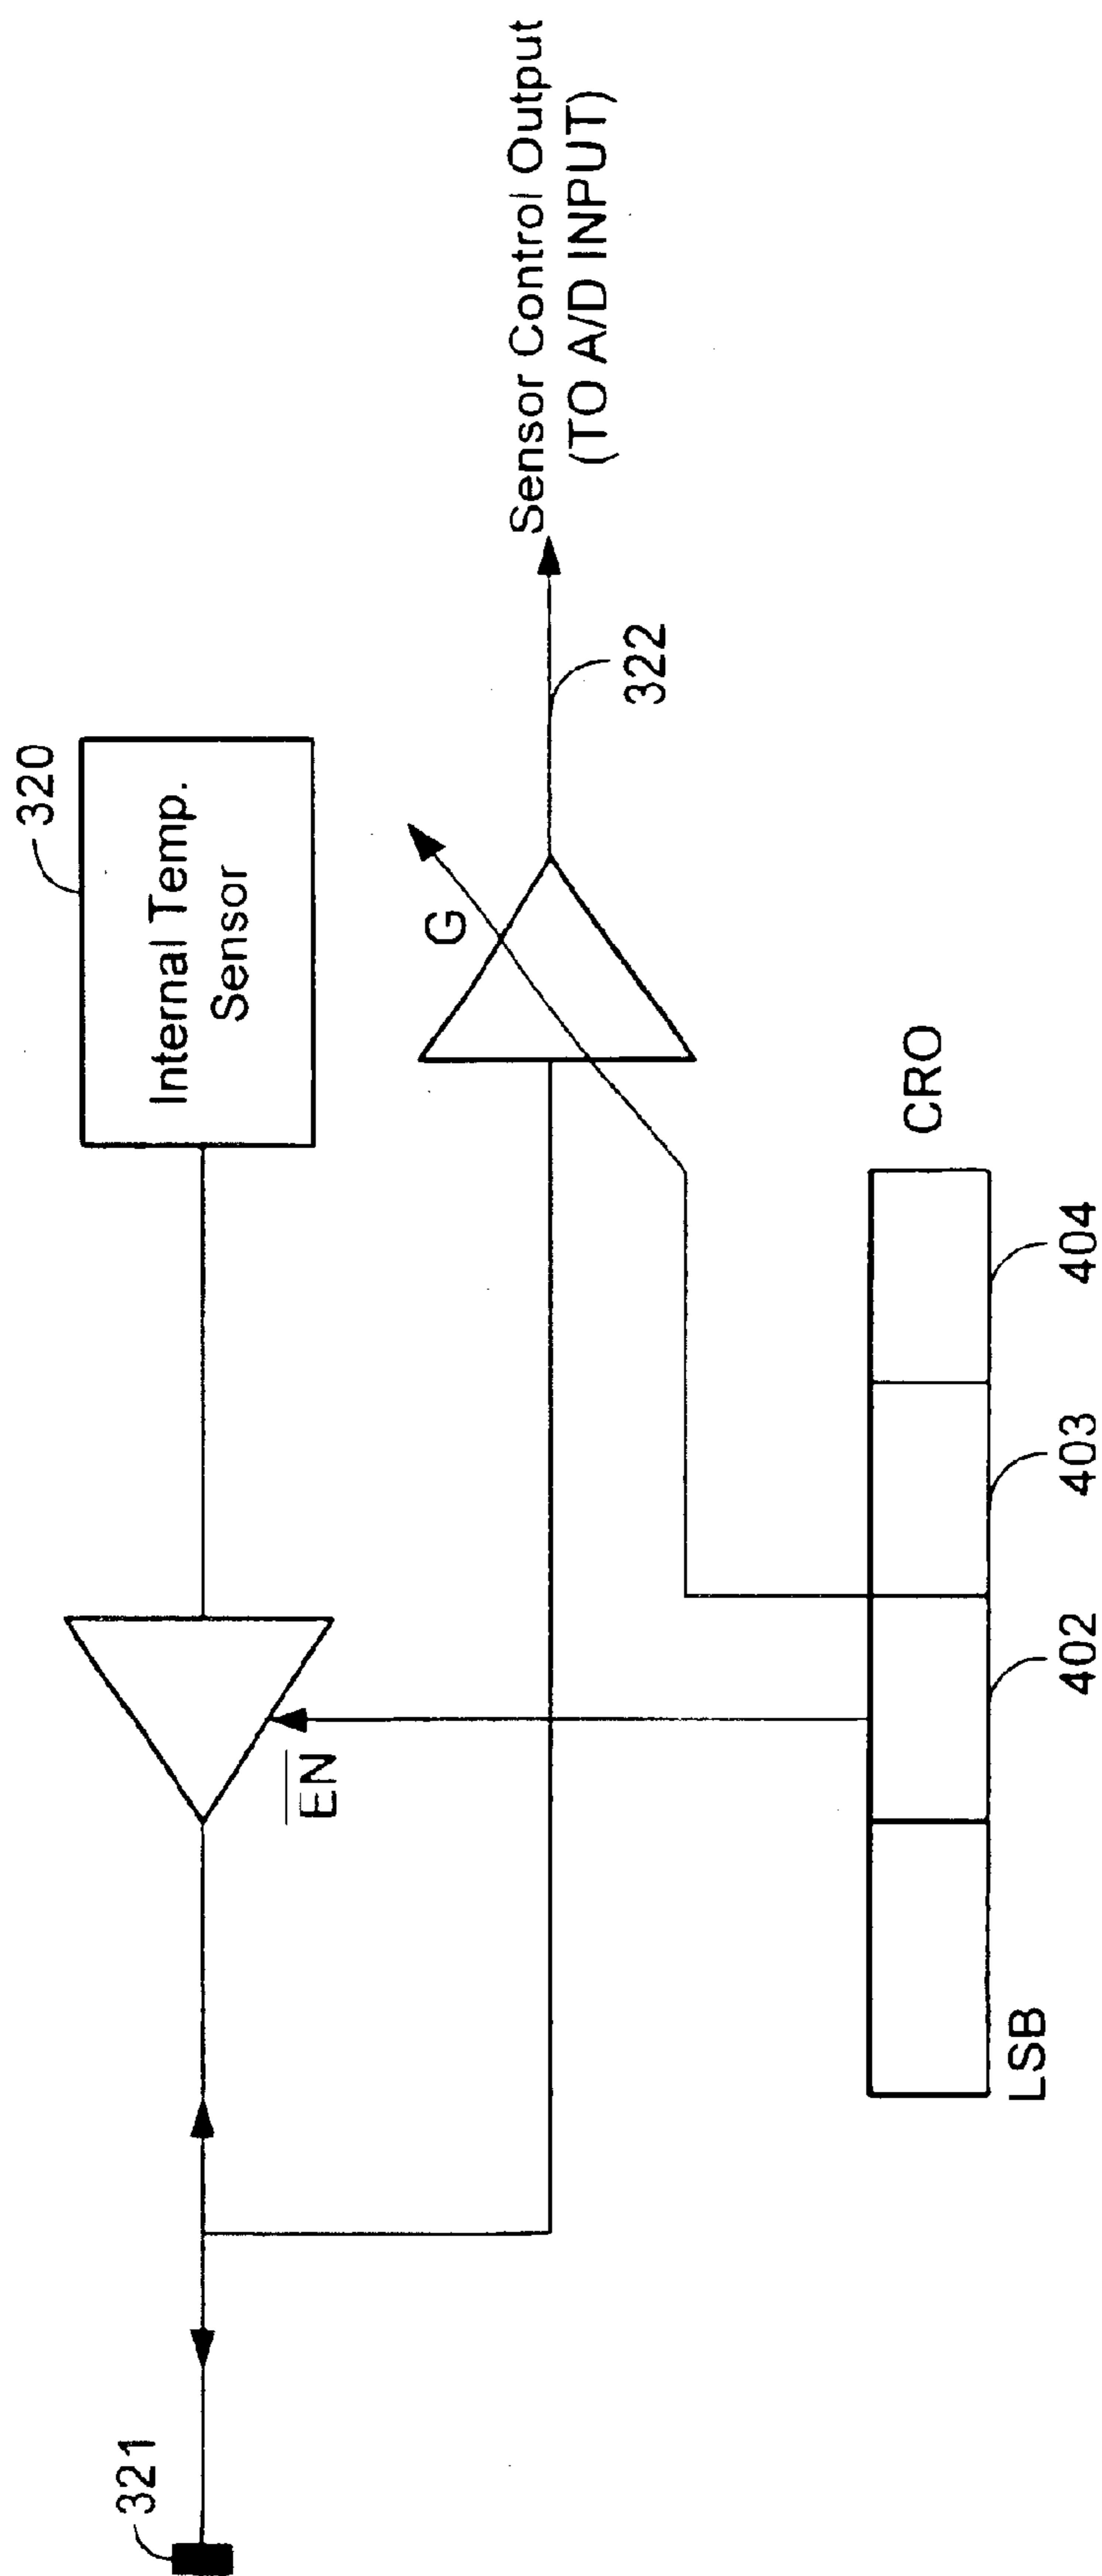 320
Internal Temp.
Sensor
321
EN
G
Sensor Control Output
(TO A/D INPUT)
322
CRO
LSB
402
403
404